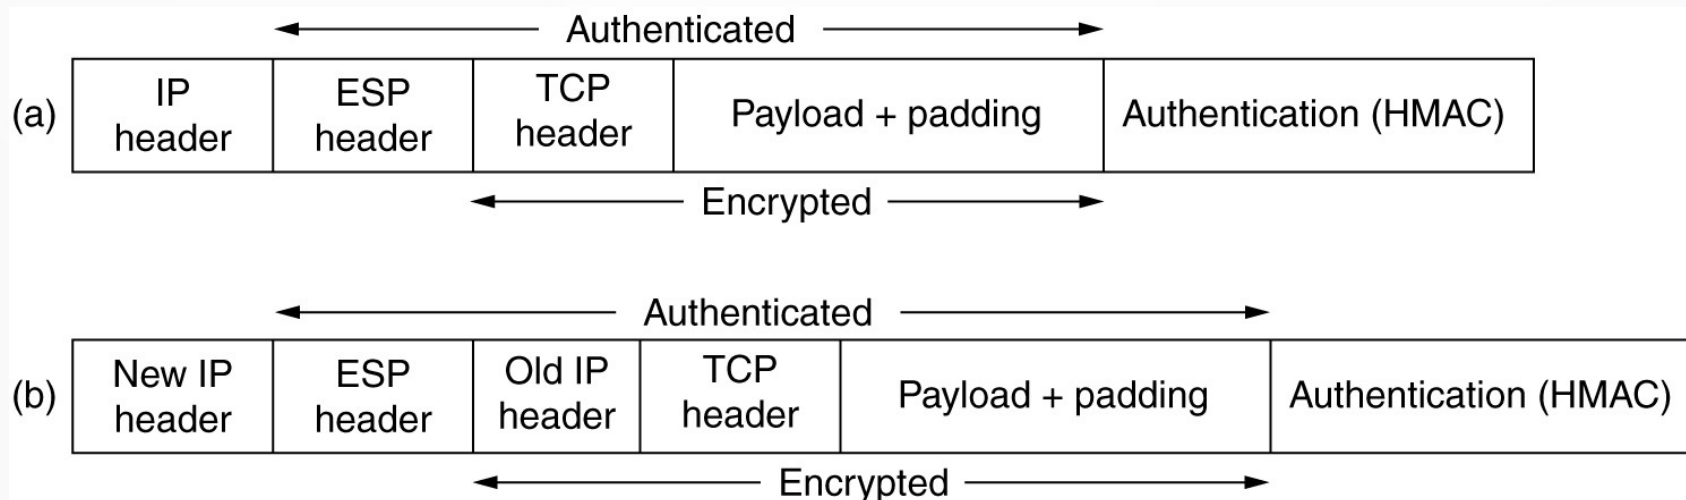 Authenticated
(a)
IP
header
ESP
header
TCP
header
Payload + padding
Authentication (HMAC)
Encrypted
Authenticated
(b)
New IP
header
ESP
header
Old IP
header
TCP
header
Payload + padding
Authentication (HMAC)
Encrypted